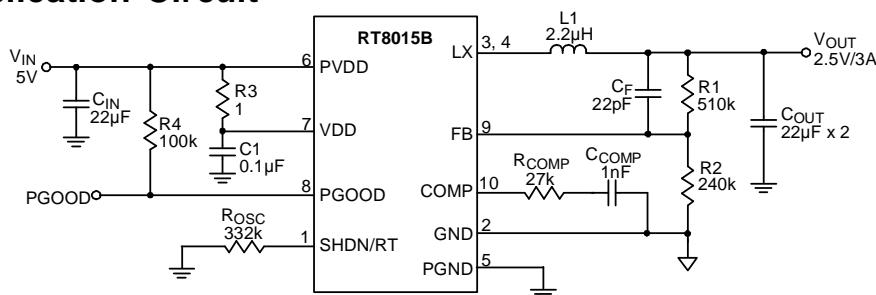 lication Circuit
RT8015B
VIN
5V
CIN
22µF
R4
100k
R3
1
C1
0.1µF
PGOOD
ROSC
332k
6 PVDD
7 VDD
8 PGOOD
1 SHDN/RT
LX 3, 4
FB 9
COMP 10
GND 2
PGND 5
L1
2.2µH
CF
22pF
R1
510k
RCOMP
27k
CCOMP
1nF
R2
240k
VOUT
2.5V/3A
COUT
22µF x 2